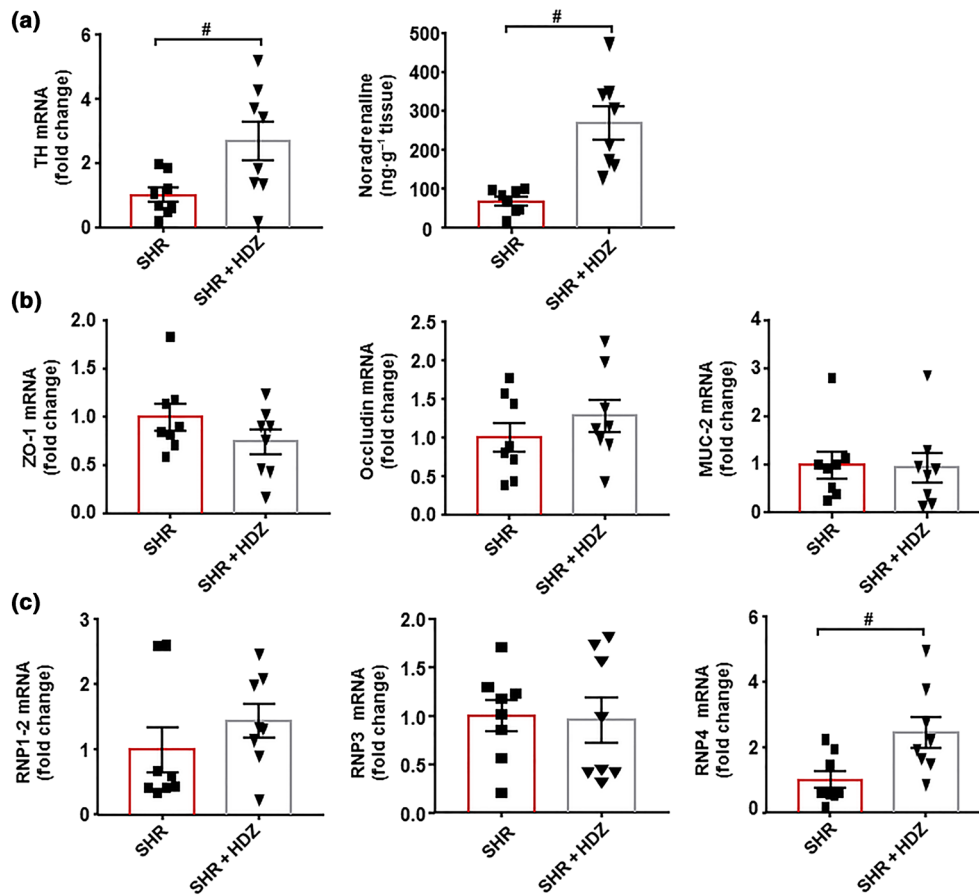 (a)
#
TH mRNA
(fold change)
6
4
2
0
SHR
SHR + HDZ
#
Noradrenaline
(ng·g⁻¹ tissue)
500
400
300
200
100
0
SHR
SHR + HDZ
(b)
ZO-1 mRNA
(fold change)
2.0
1.5
1.0
0.5
0.0
SHR
SHR + HDZ
Occludin mRNA
(fold change)
2.5
2.0
1.5
1.0
0.5
0.0
SHR
SHR + HDZ
MUC-2 mRNA
(fold change)
4
3
2
1
0
SHR
SHR + HDZ
(c)
RNP1-2 mRNA
(fold change)
3
2
1
0
SHR
SHR + HDZ
RNP3 mRNA
(fold change)
2.0
1.5
1.0
0.5
0.0
SHR
SHR + HDZ
#
RNP4 mRNA
(fold change)
6
4
2
0
SHR
SHR + HDZ